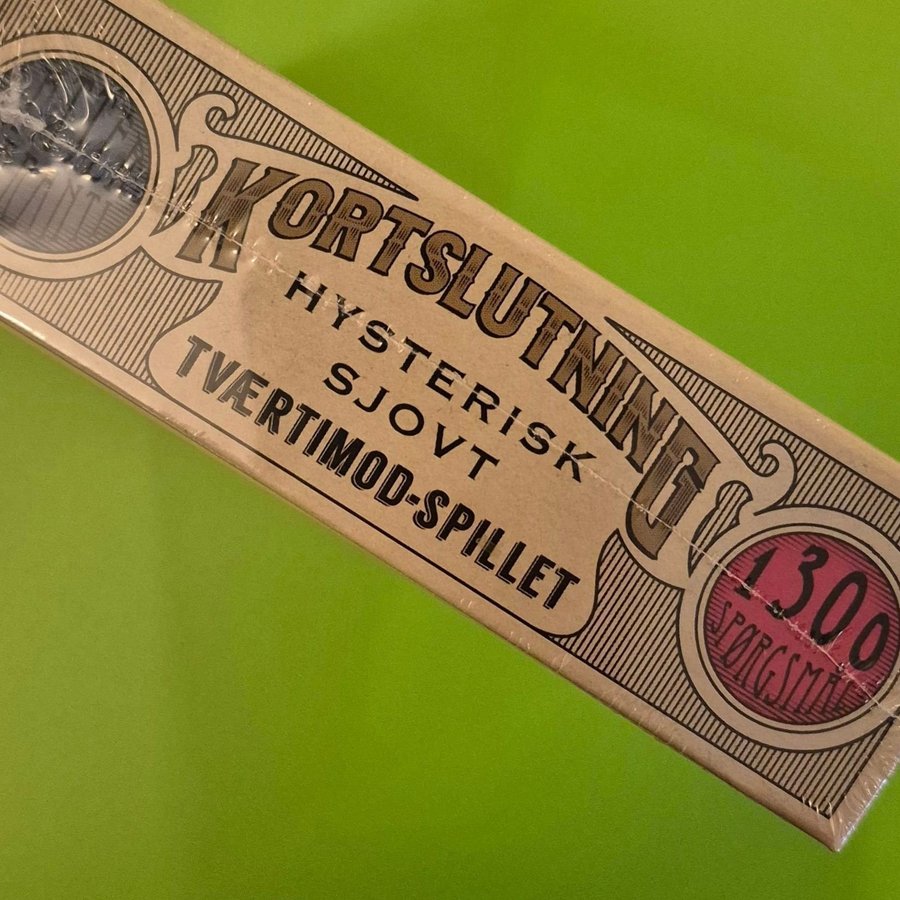 KORTSLUTNING
HYSTERISK
SJOVT
TVÆRTIMOD-SPILLET
1300
SPØRGSMÅL